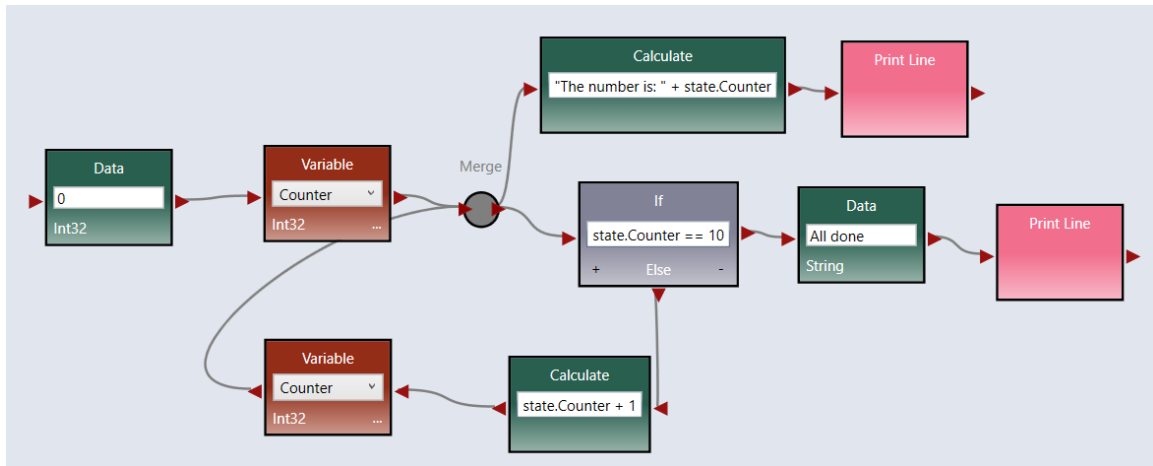 Calculate
"The number is: " + state.Counter
Print Line
Data
0
Int32
Variable
Counter
Int32 ...
Merge
If
state.Counter == 10
+ Else -
Data
All done
String
Print Line
Variable
Counter
Int32 ...
Calculate
state.Counter + 1